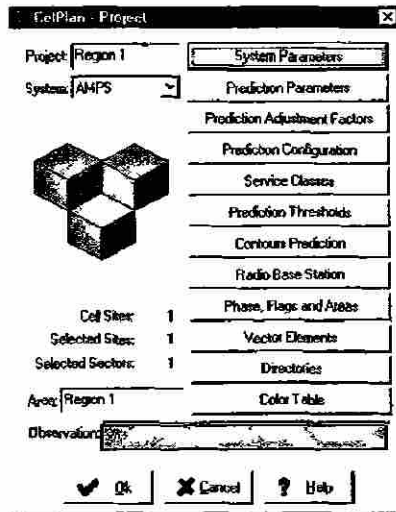 CelPlan - Project
Project: Region 1
System: AMPS
System Parameters
Prediction Parameters
Prediction Adjustment Factors
Prediction Configuration
Service Classes
Prediction Thresholds
Contours Prediction
Radio Base Station
Phase, Flags and Areas
Vector Elements
Directories
Color Table
Cell Sites: 1
Selected Sites: 1
Selected Sectors: 1
Area: Region 1
Observation:
Ok
Cancel
? Help